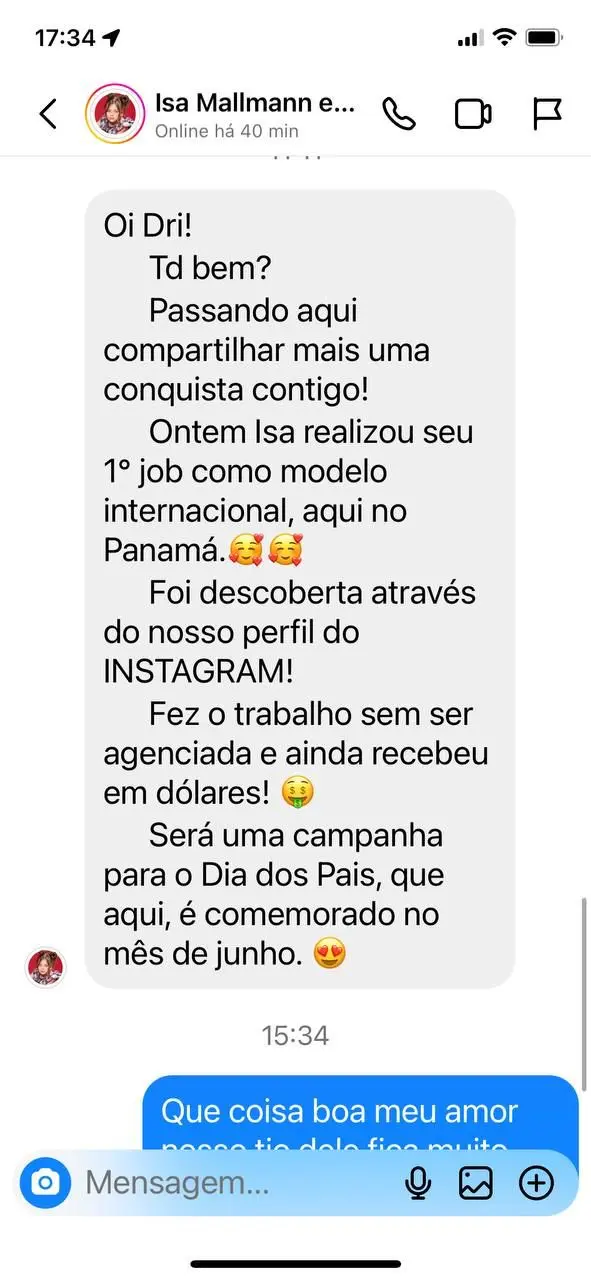 17:34
Isa Mallmann e...
Online há 40 min
Oi Dri!
Td bem?
Passando aqui
compartilhar mais uma
conquista contigo!
Ontem Isa realizou seu
1° job como modelo
internacional, aqui no
Panamá.🥰🥰
Foi descoberta através
do nosso perfil do
INSTAGRAM!
Fez o trabalho sem ser
agenciada e ainda recebeu
em dólares! 🤑
Será uma campanha
para o Dia dos Pais, que
aqui, é comemorado no
mês de junho. 😍
15:34
Que coisa boa meu amor
Mensagem...